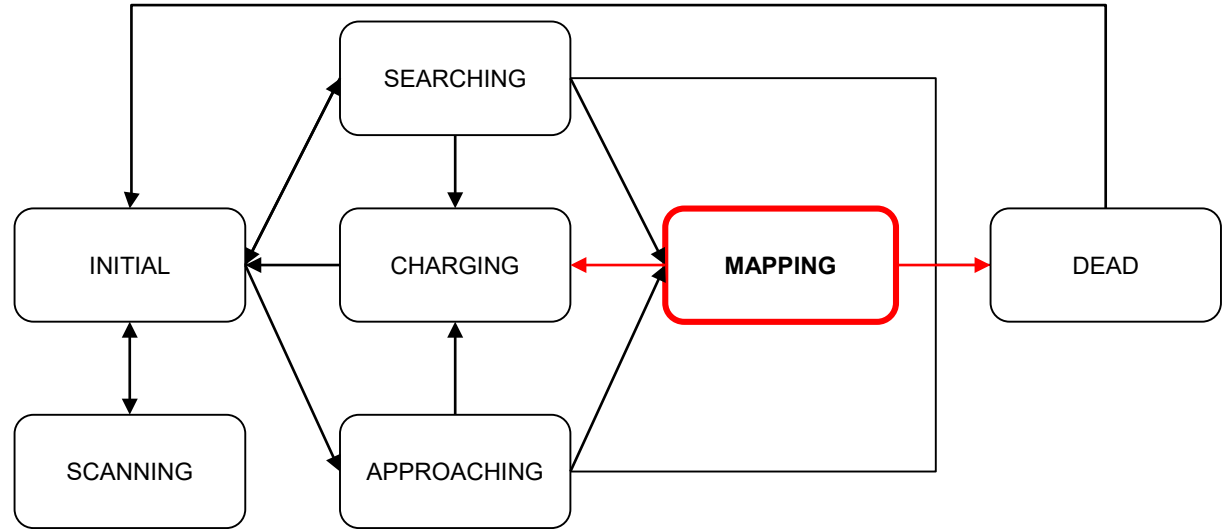 SEARCHING
INITIAL
CHARGING
MAPPING
DEAD
SCANNING
APPROACHING